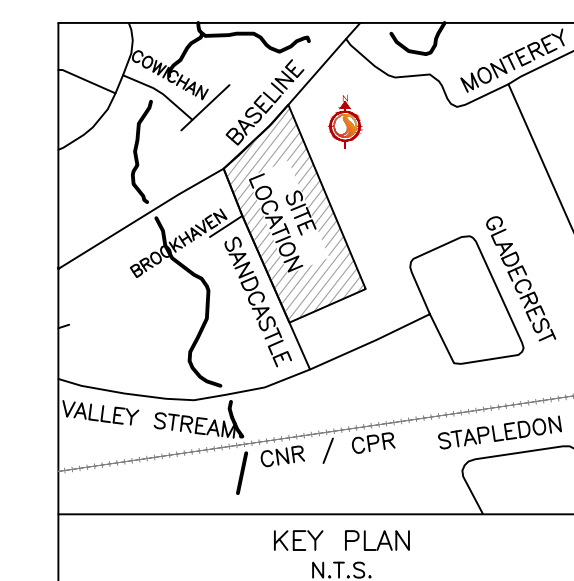 COWICHAN
BASELINE
MONTEREY
N
SITE
LOCATION
BROOKHAVEN
SANDCASTLE
GLADECREST
VALLEY STREAM
CNR / CPR
STAPLEDON
KEY PLAN
N.T.S.